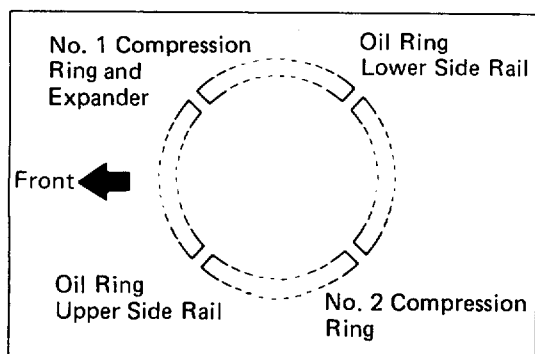 No. 1 Compression
Ring and
Expander
Oil Ring
Lower Side Rail
Front
Oil Ring
Upper Side Rail
No. 2 Compression
Ring